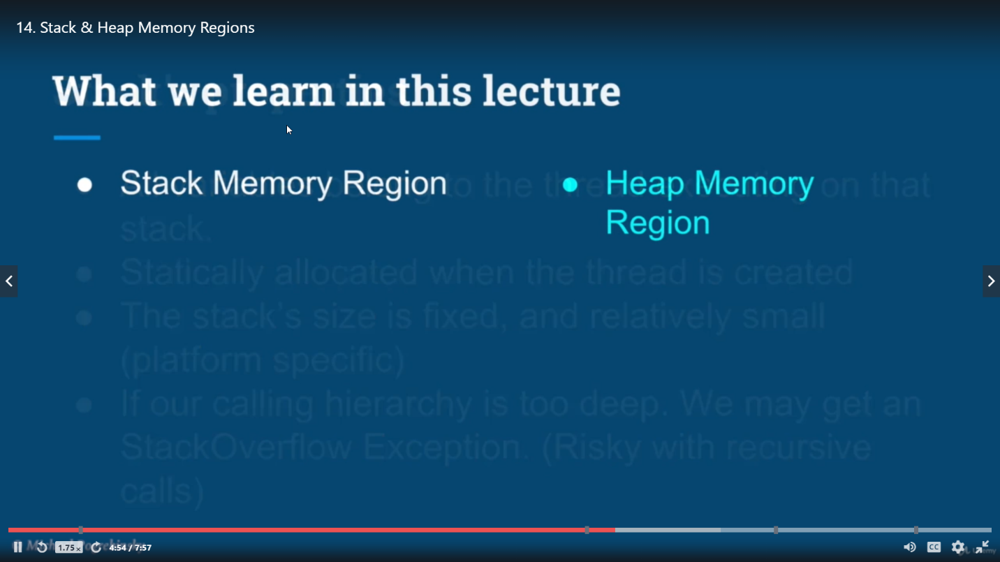 14. Stack & Heap Memory Regions
What we learn in this lecture
● Stack Memory Region
● Heap Memory
Region
to the thread
on that
stack.
● Statically allocated when the thread is created
● The stack's size is fixed, and relatively small
(platform specific)
● If our calling hierarchy is too deep. We may get an
StackOverflow Exception. (Risky with recursive
calls)
1.75x
4:54 / 7:57
CC